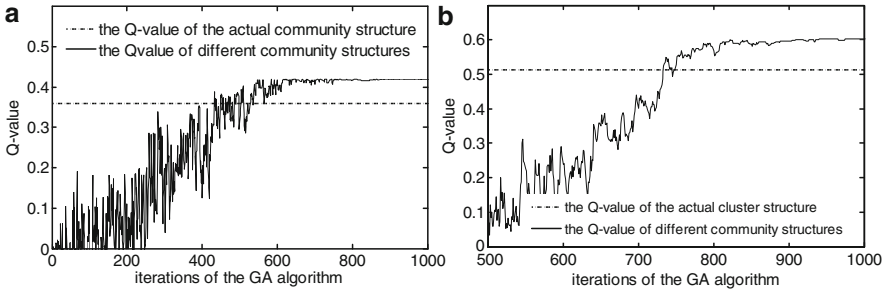 a
the Q-value of the actual community structure
the Qvalue of different community structures
0.5
0.4
0.3
0.2
0.1
0
Q-value
0
200
400
600
800
1000
iterions of the GA algorithm
b
0.6
0.5
0.4
0.3
0.2
0.1
0
Q-value
the Q-value of the actual cluster structure
the Q-value of different community structures
500
600
700
800
900
1000
iterations of the GA algorithm